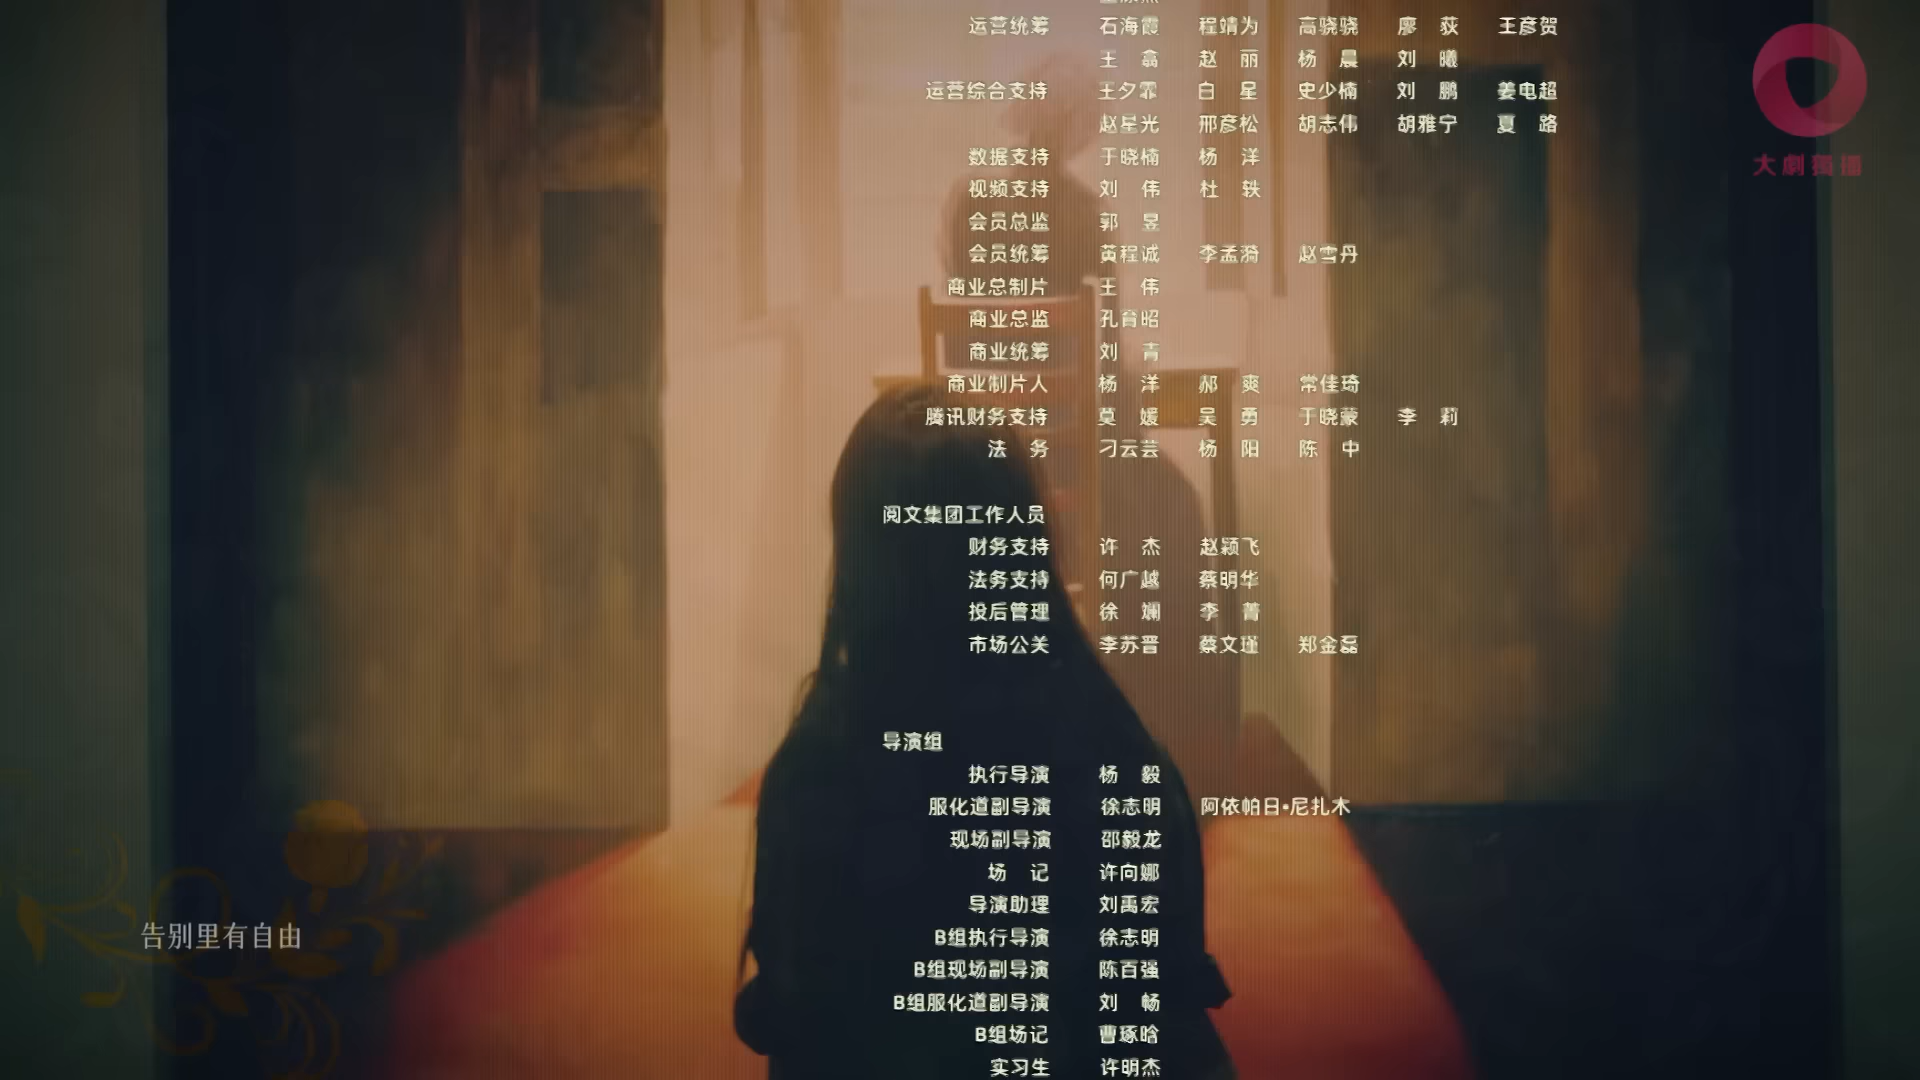 运营统筹 石海霞 程靖为 高骁骁 廖荻 王彦贺
王翕 赵丽 杨晨 刘曦
运营综合支持 王夕霏 白星 史少楠 刘鹏 姜电超
赵星光 邢彦松 胡志伟 胡雅宁 夏路
数据支持 于晓楠 杨洋
视频支持 刘伟 杜轶
会员总监 郭昱
会员统筹 黄程诚 李孟漪 赵雪丹
商业总制片 王伟
商业总监 孔育昭
商业统筹 刘青
商业制片人 杨洋 郝爽 常佳琦
腾讯财务支持 莫媛 吴勇 于晓蒙 李莉
法务 刁云芸 杨阳 陈中
阅文集团工作人员
财务支持 许杰 赵颖飞
法务支持 何广越 蔡明华
投后管理 徐斓 李菁
市场公关 李苏晋 蔡文瑾 郑金磊
导演组
执行导演 杨毅
服化道副导演 徐志明 阿依帕日·尼扎木
现场副导演 邵毅龙
场记 许向娜
导演助理 刘禹宏
B组执行导演 徐志明
B组现场副导演 陈百强
B组服化道副导演 刘畅
B组场记 曹琢晗
实习生 许明杰
告别里有自由
大劇獨播